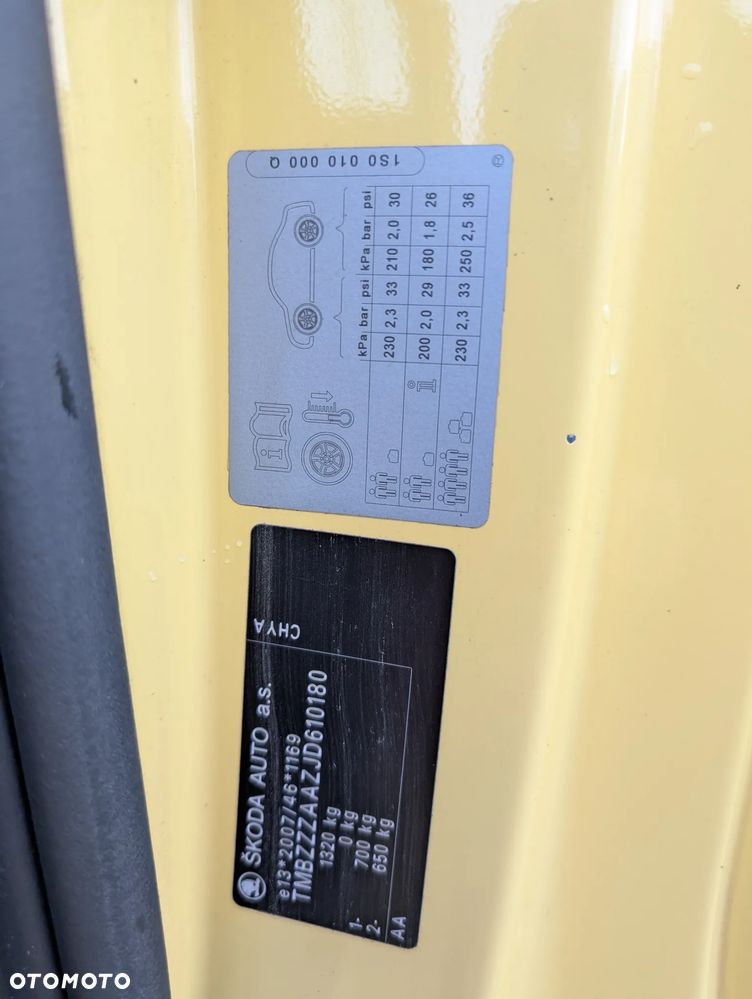 1S0 010 000 Q
kPa bar psi kPa bar psi
230 2,3 33 210 2,0 30
200 2,0 29 180 1,8 26
230 2,3 33 250 2,5 36
ŠKODA AUTO a.s.
e13*2007/46*1169
TMBZZZAAZJD610180
1320 kg
0 kg
1- 700 kg
2- 650 kg
AA
CHYA
OTOMOTO